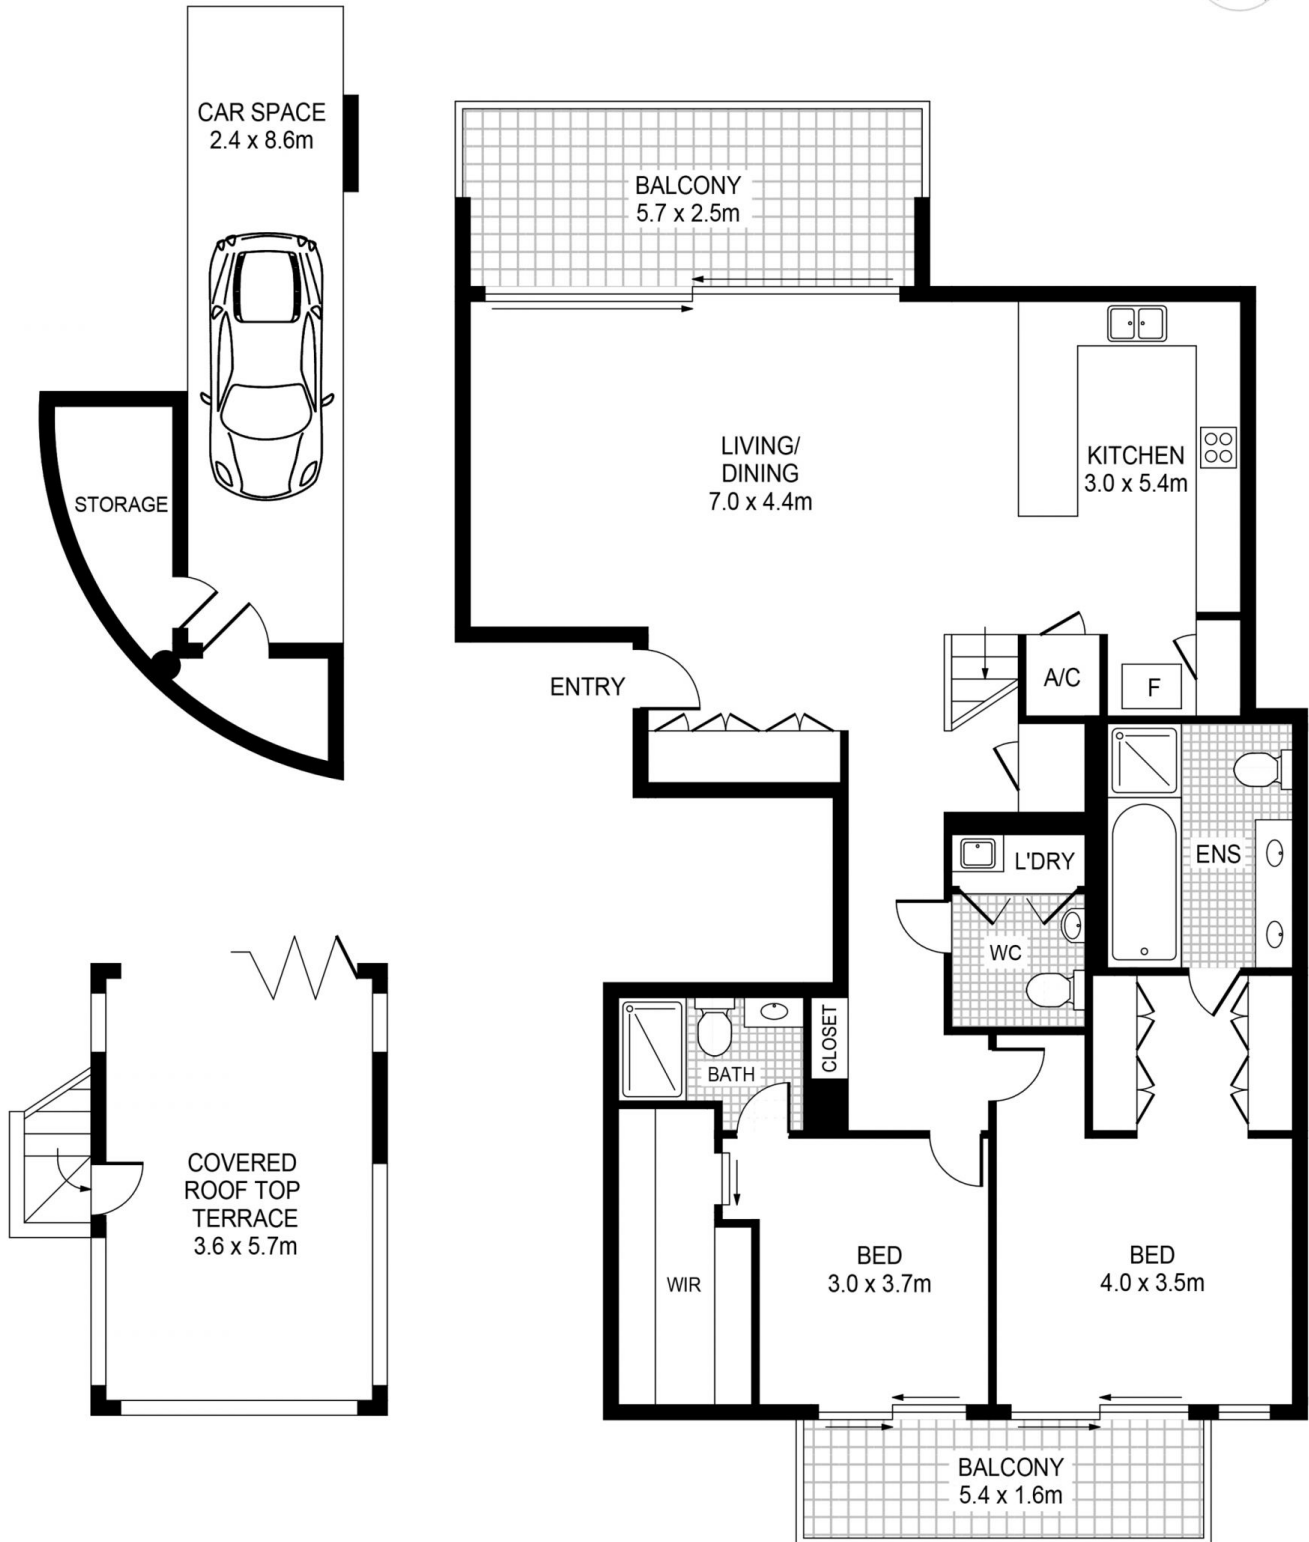 CAR SPACE
2.4 x 8.6m
BALCONY
5.7 x 2.5m
LIVING/
DINING
7.0 x 4.4m
KITCHEN
3.0 x 5.4m
STORAGE
ENTRY
A/C
F
L'DRY
ENS
WC
CLOSET
BATH
COVERED
ROOF TOP
TERRACE
3.6 x 5.7m
WIR
BED
3.0 x 3.7m
BED
4.0 x 3.5m
BALCONY
5.4 x 1.6m